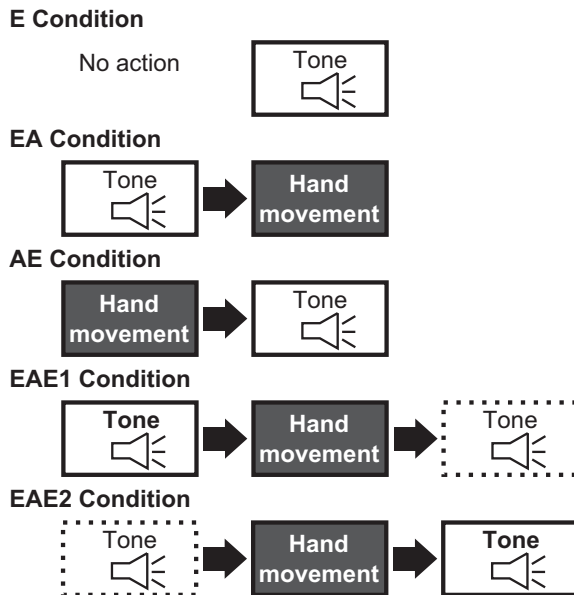 E Condition
No action
Tone
EA Condition
Tone
Hand
movement
AE Condition
Hand
movement
Tone
EAE1 Condition
Tone
Hand
movement
Tone
EAE2 Condition
Tone
Hand
movement
Tone